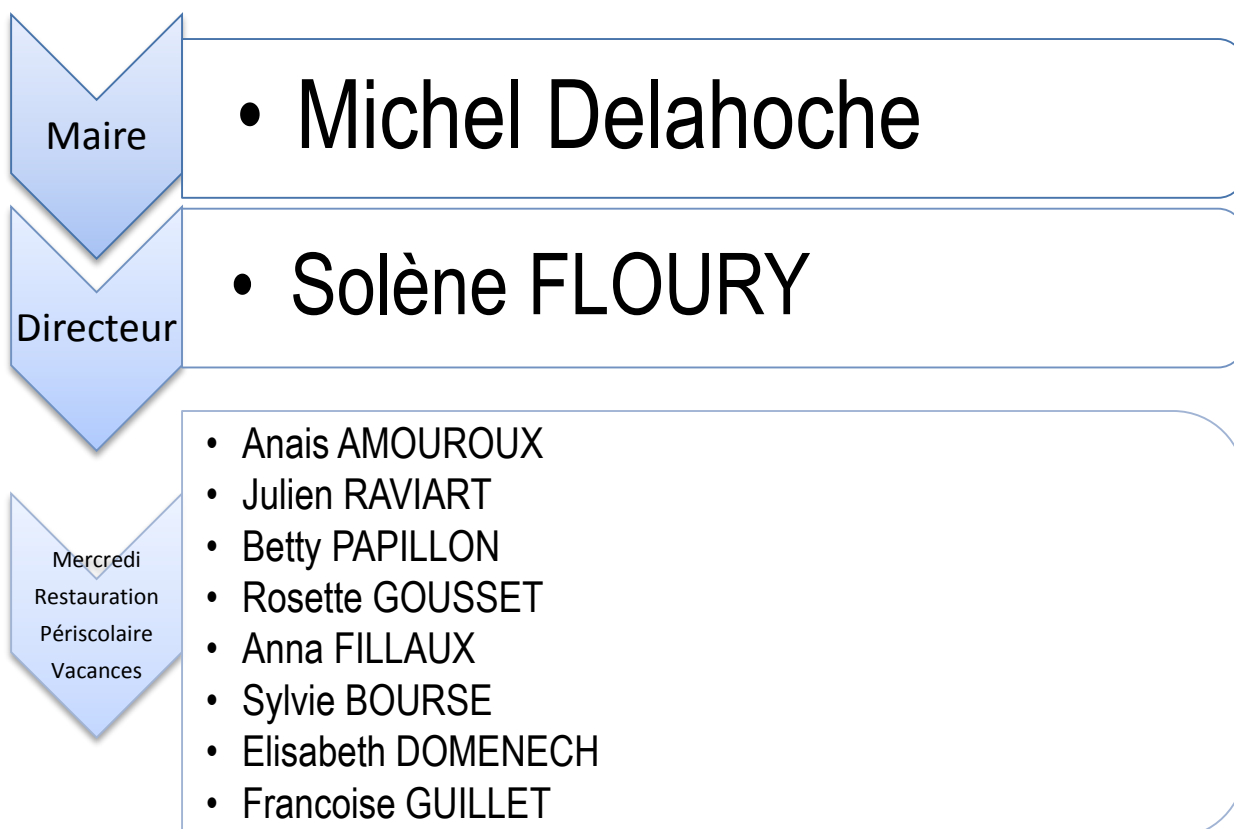 Maire
• Michel Delahoche
Directeur
• Solène FLOURY
Mercredi
Restauration
Périscolaire
Vacances
• Anais AMOUROUX
• Julien RAVIART
• Betty PAPILLON
• Rosette GOUSSET
• Anna FILLAUX
• Sylvie BOURSE
• Elisabeth DOMENECH
• Francoise GUILLET